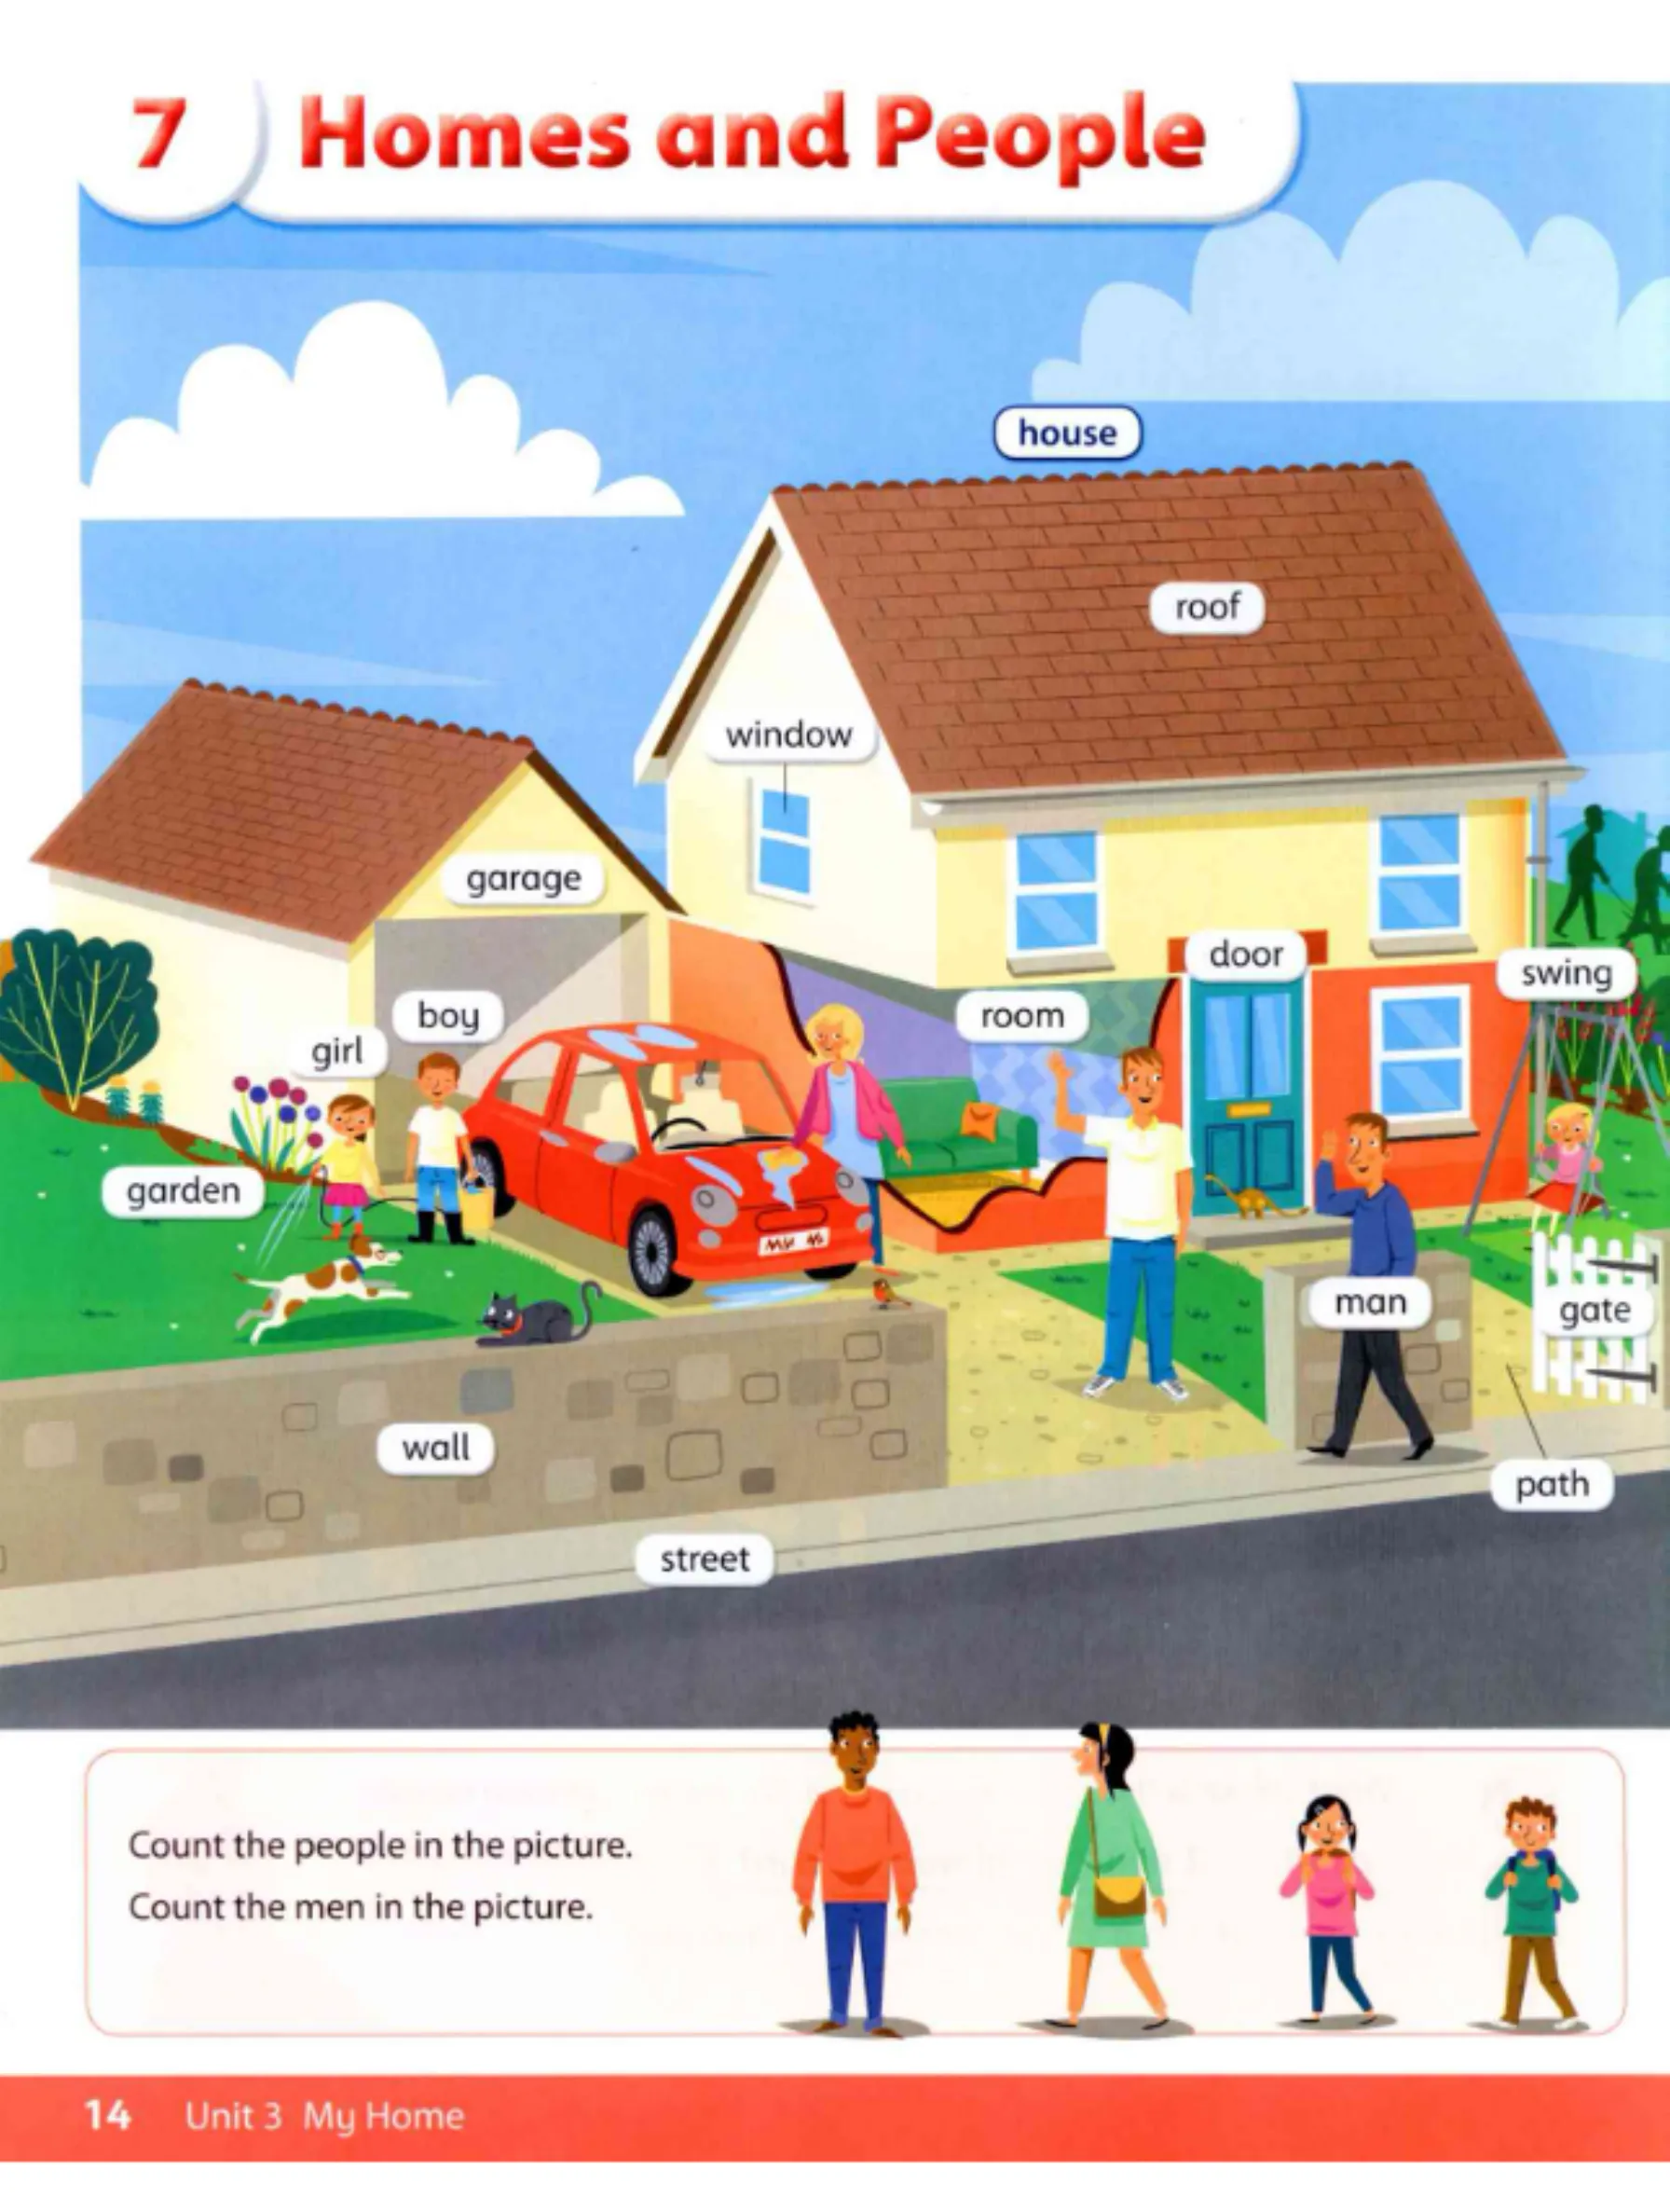 7 Homes and People
house
roof
window
garage
door
swing
boy
room
girl
garden
man
gate
wall
path
street
Count the people in the picture.
Count the men in the picture.
14 Unit 3 My Home